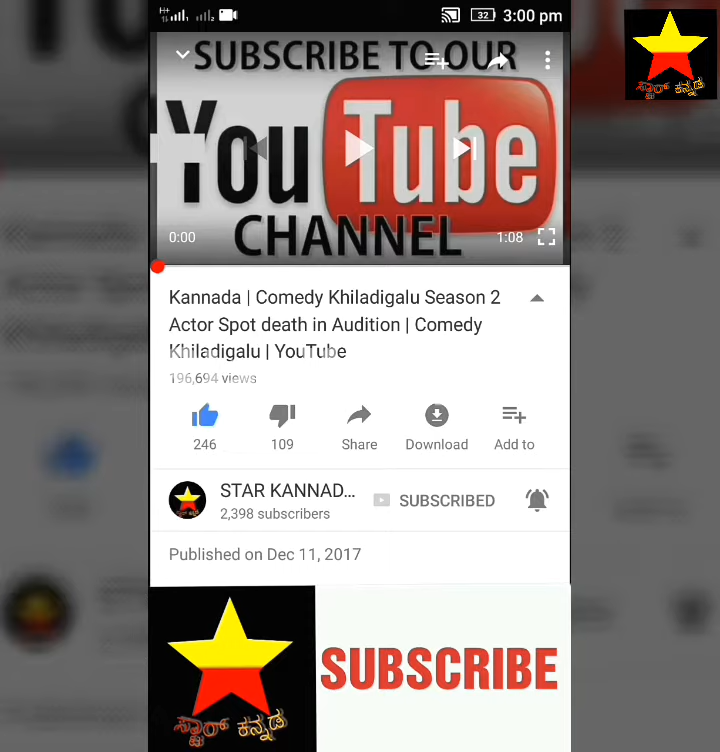 H+
32
3:00 pm
SUBSCRIBE TO OUR
YouTube
CHANNEL
0:00
1:08
Kannada | Comedy Khiladigalu Season 2
Actor Spot death in Audition | Comedy
Khiladigalu | YouTube
196,694 views
246
109
Share
Download
Add to
STAR KANNAD...
SUBSCRIBED
2,398 subscribers
Published on Dec 11, 2017
ಸ್ಟಾರ್ ಕನ್ನಡ
SUBSCRIBE
ಸ್ಟಾರ್ ಕನ್ನಡ